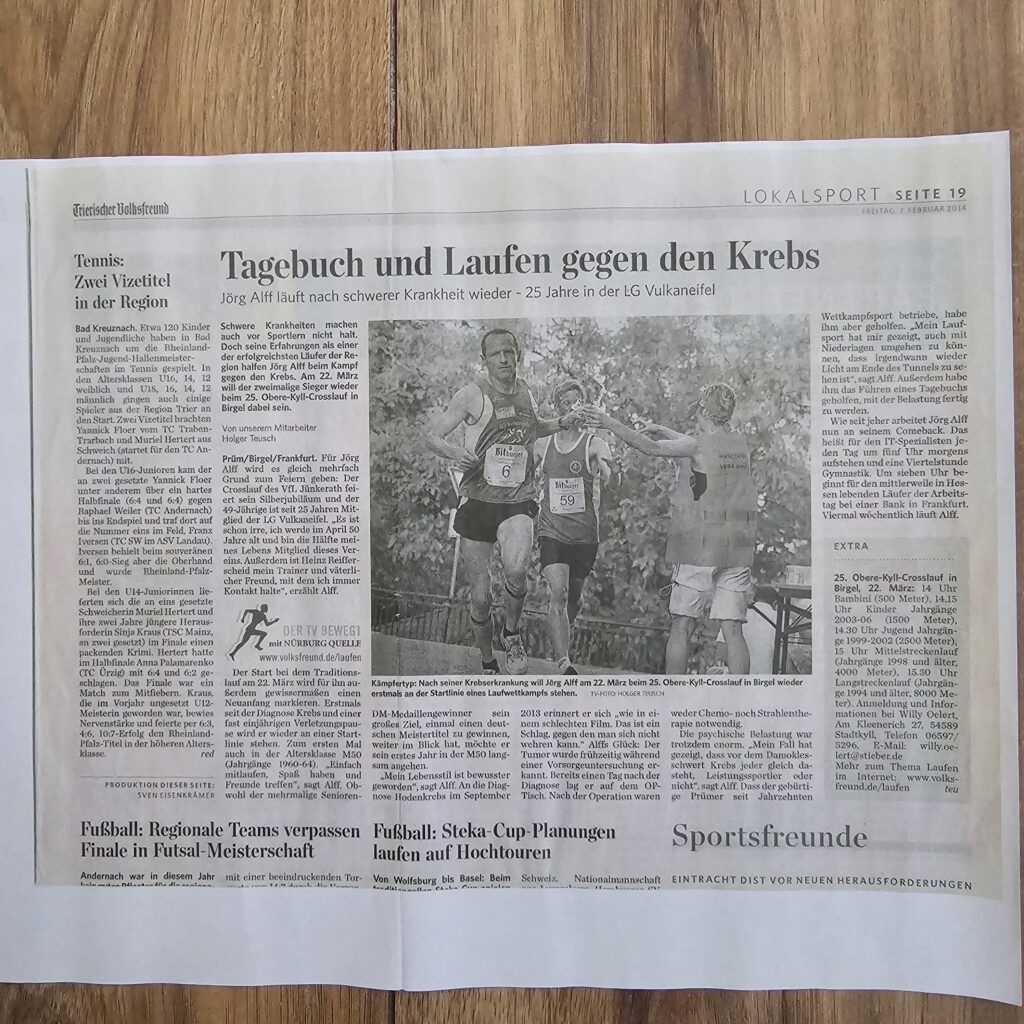 Trierischer Volksfreund
LOKALSPORT SEITE 19
FREITAG, 7. FEBRUAR 2014
Tennis:
Zwei Vizetitel
in der Region
Bad Kreuznach. Etwa 120 Kinder
und Jugendliche haben in Bad
Kreuznach um die Rheinland-
Pfalz-Jugend-Hallenmeister-
schaften im Tennis gespielt. In
den Altersklassen U16, 14, 12
weiblich und U18, 16, 14, 12
männlich gingen auch einige
Spieler aus der Region Trier an
den Start. Zwei Vizetitel brachten
Yannick Floer vom TC Traben-
Trarbach und Muriel Hertert aus
Schweich (startet für den TC An-
dernach) mit.
Bei den U16-Junioren kam der
an zwei gesetzte Yannick Floer
unter anderem über ein hartes
Halbfinale (6:4 und 6:4) gegen
Raphael Weiler (TC Andernach)
bis ins Endspiel und traf dort auf
die Nummer eins im Feld, Franz
Iversen (TC SW im ASV Landau).
Iversen behielt beim souveränen
6:1, 6:0-Sieg aber die Oberhand
und wurde Rheinland-Pfalz-
Meister.
Bei den U14-Juniorinnen lie-
ferten sich die an eins gesetzte
Schweicherin Muriel Hertert und
ihre zwei Jahre jüngere Heraus-
forderin Sinja Kraus (TSC Mainz,
an zwei gesetzt) im Finale einen
packenden Krimi. Hertert hatte
im Halbfinale Anna Palamarenko
(TC Ürzig) mit 6:4 und 6:2 ge-
schlagen. Das Finale war ein
Match zum Mitfiebern. Kraus,
die im Vorjahr ungesetzt U12-
Meisterin geworden war, bewies
Nervenstärke und feierte per 6:3,
4:6, 10:7-Erfolg den Rheinland-
Pfalz-Titel in der höheren Alters-
klasse. red
PRODUKTION DIESER SEITE:
SVEN EISENKRÄMER
Tagebuch und Laufen gegen den Krebs
Jörg Alff läuft nach schwerer Krankheit wieder - 25 Jahre in der LG Vulkaneifel
Schwere Krankheiten machen
auch vor Sportlern nicht halt.
Doch seine Erfahrungen als einer
der erfolgreichsten Läufer der Re-
gion halfen Jörg Alff beim Kampf
gegen den Krebs. Am 22. März
will der zweimalige Sieger wieder
beim 25. Obere-Kyll-Crosslauf in
Birgel dabei sein.
Von unserem Mitarbeiter
Holger Teusch
Prüm/Birgel/Frankfurt. Für Jörg
Alff wird es gleich mehrfach
Grund zum Feiern geben: Der
Crosslauf des VfL Jünkerath fei-
ert sein Silberjubiläum und der
49-Jährige ist seit 25 Jahren Mit-
glied der LG Vulkaneifel. „Es ist
schon irre, ich werde im April 50
Jahre alt und bin die Hälfte mei-
nes Lebens Mitglied dieses Ver-
eins. Außerdem ist Heinz Reiffer-
scheid mein Trainer und väterli-
cher Freund, mit dem ich immer
Kontakt halte“, erzählt Alff.
DER TV BEWEGT
mit NÜRBURG QUELLE
www.volksfreund.de/laufen
Der Start bei dem Traditions-
lauf am 22. März wird für ihn au-
ßerdem gewissermaßen einen
Neuanfang markieren. Erstmals
seit der Diagnose Krebs und einer
fast einjährigen Verletzungspau-
se wird er wieder an einer Start-
linie stehen. Zum ersten Mal
auch in der Altersklasse M50
(Jahrgänge 1960-64). „Einfach
mitlaufen, Spaß haben und
Freunde treffen“, sagt Alff. Ob-
wohl der mehrmalige Senioren-
Bitburger
6
Bitburger
59
Kämpfertyp: Nach seiner Krebserkrankung will Jörg Alff am 22. März beim 25. Obere-Kyll-Crosslauf in Birgel wieder
erstmals an der Startlinie eines Laufwettkampfs stehen. TV-FOTO: HOLGER TEUSCH
DM-Medaillengewinner sein
großes Ziel, einmal einen deut-
schen Meistertitel zu gewinnen,
weiter im Blick hat, möchte er
sein erstes Jahr in der M50 lang-
sam angehen.
„Mein Lebensstil ist bewusster
geworden“, sagt Alff. An die Diag-
nose Hodenkrebs im September
2013 erinnert er sich „wie in ei-
nem schlechten Film. Das ist ein
Schlag, gegen den man sich nicht
wehren kann.“ Alffs Glück: Der
Tumor wurde frühzeitig während
einer Vorsorgeuntersuchung er-
kannt. Bereits einen Tag nach der
Diagnose lag er auf dem OP-
Tisch. Nach der Operation waren
weder Chemo- noch Strahlenthe-
rapie notwendig.
Die psychische Belastung war
trotzdem enorm. „Mein Fall hat
gezeigt, dass vor dem Damokles-
schwert Krebs jeder gleich da-
steht, Leistungssportler oder
nicht“, sagt Alff. Dass der gebürti-
ge Prümer seit Jahrzehnten
Wettkampfsport betriebe, habe
ihm aber geholfen. „Mein Lauf-
sport hat mir gezeigt, auch mit
Niederlagen umgehen zu kön-
nen, dass irgendwann wieder
Licht am Ende des Tunnels zu se-
hen ist“, sagt Alff. Außerdem habe
ihm das Führen eines Tagebuchs
geholfen, mit der Belastung fertig
zu werden.
Wie seit jeher arbeitet Jörg Alff
nun an seinem Comeback. Das
heißt für den IT-Spezialisten je-
den Tag um fünf Uhr morgens
aufstehen und eine Viertelstunde
Gymnastik. Um sieben Uhr be-
ginnt für den mittlerweile in Hes-
sen lebenden Läufer der Arbeits-
tag bei einer Bank in Frankfurt.
Viermal wöchentlich läuft Alff.
EXTRA
25. Obere-Kyll-Crosslauf in
Birgel, 22. März: 14 Uhr
Bambini (500 Meter), 14.15
Uhr Kinder Jahrgänge
2003-06 (1500 Meter),
14.30 Uhr Jugend Jahrgän-
ge 1999-2002 (2500 Meter),
15 Uhr Mittelstreckenlauf
(Jahrgänge 1998 und älter,
4000 Meter), 15.30 Uhr
Langstreckenlauf (Jahrgän-
ge 1994 und älter, 8000 Me-
ter). Anmeldung und Infor-
mationen bei Willy Oelert,
Am Kleenerich 27, 54589
Stadtkyll, Telefon 06597/
5296, E-Mail: willy.oe-
lert@stieber.de
Mehr zum Thema Laufen
im Internet: www.volks-
freund.de/laufen teu
Fußball: Regionale Teams verpassen
Finale in Futsal-Meisterschaft
Andernach war in diesem Jahr
mit einer beeindruckenden Tor-
Fußball: Steka-Cup-Planungen
laufen auf Hochtouren
Von Wolfsburg bis Basel: Beim
Schweiz, Nationalmannschaft
Sportsfreunde
EINTRACHT DIST VOR NEUEN HERAUSFORDERUNGEN